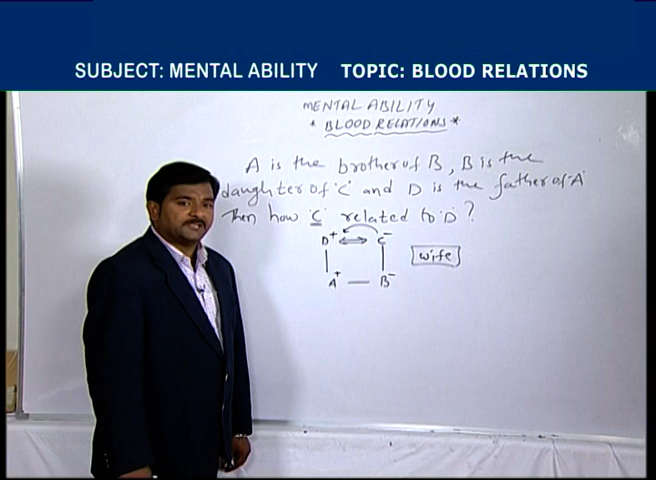 SUBJECT: MENTAL ABILITY TOPIC: BLOOD RELATIONS
MENTAL ABILITY
* BLOOD RELATIONS *
A is the brother of B, B is the
daughter of 'C' and D is the father of 'A'
Then how 'C' related to 'D'?
D+ ⇔ C-
wife
A+ — B-